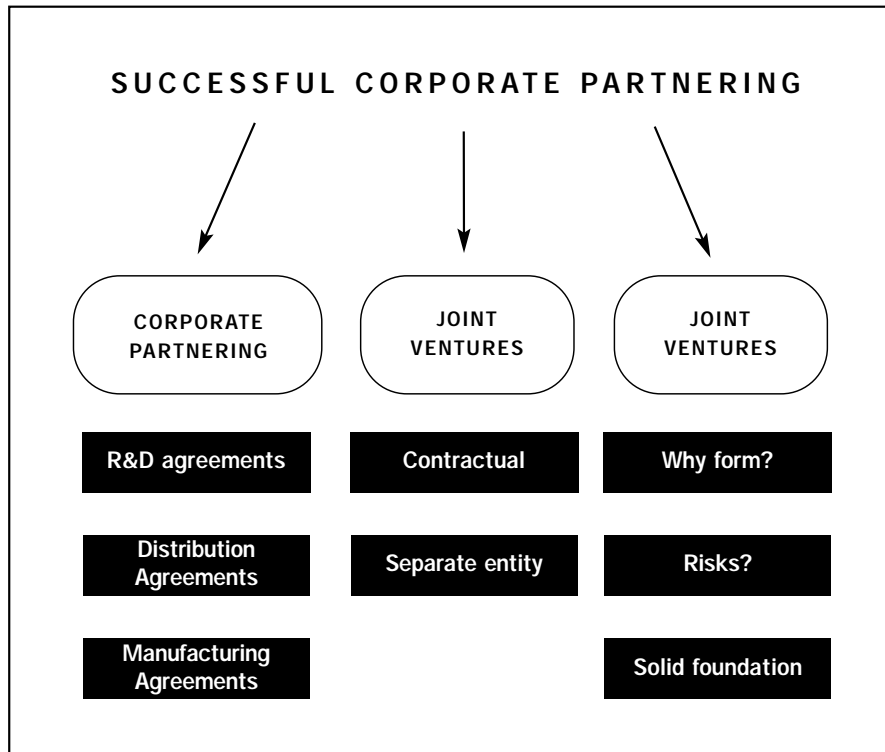 SUCCESSFUL CORPORATE PARTNERING
CORPORATE
PARTNERING
JOINT
VENTURES
JOINT
VENTURES
R&D agreements
Contractual
Why form?
Distribution
Agreements
Separate entity
Risks?
Manufacturing
Agreements
Solid foundation